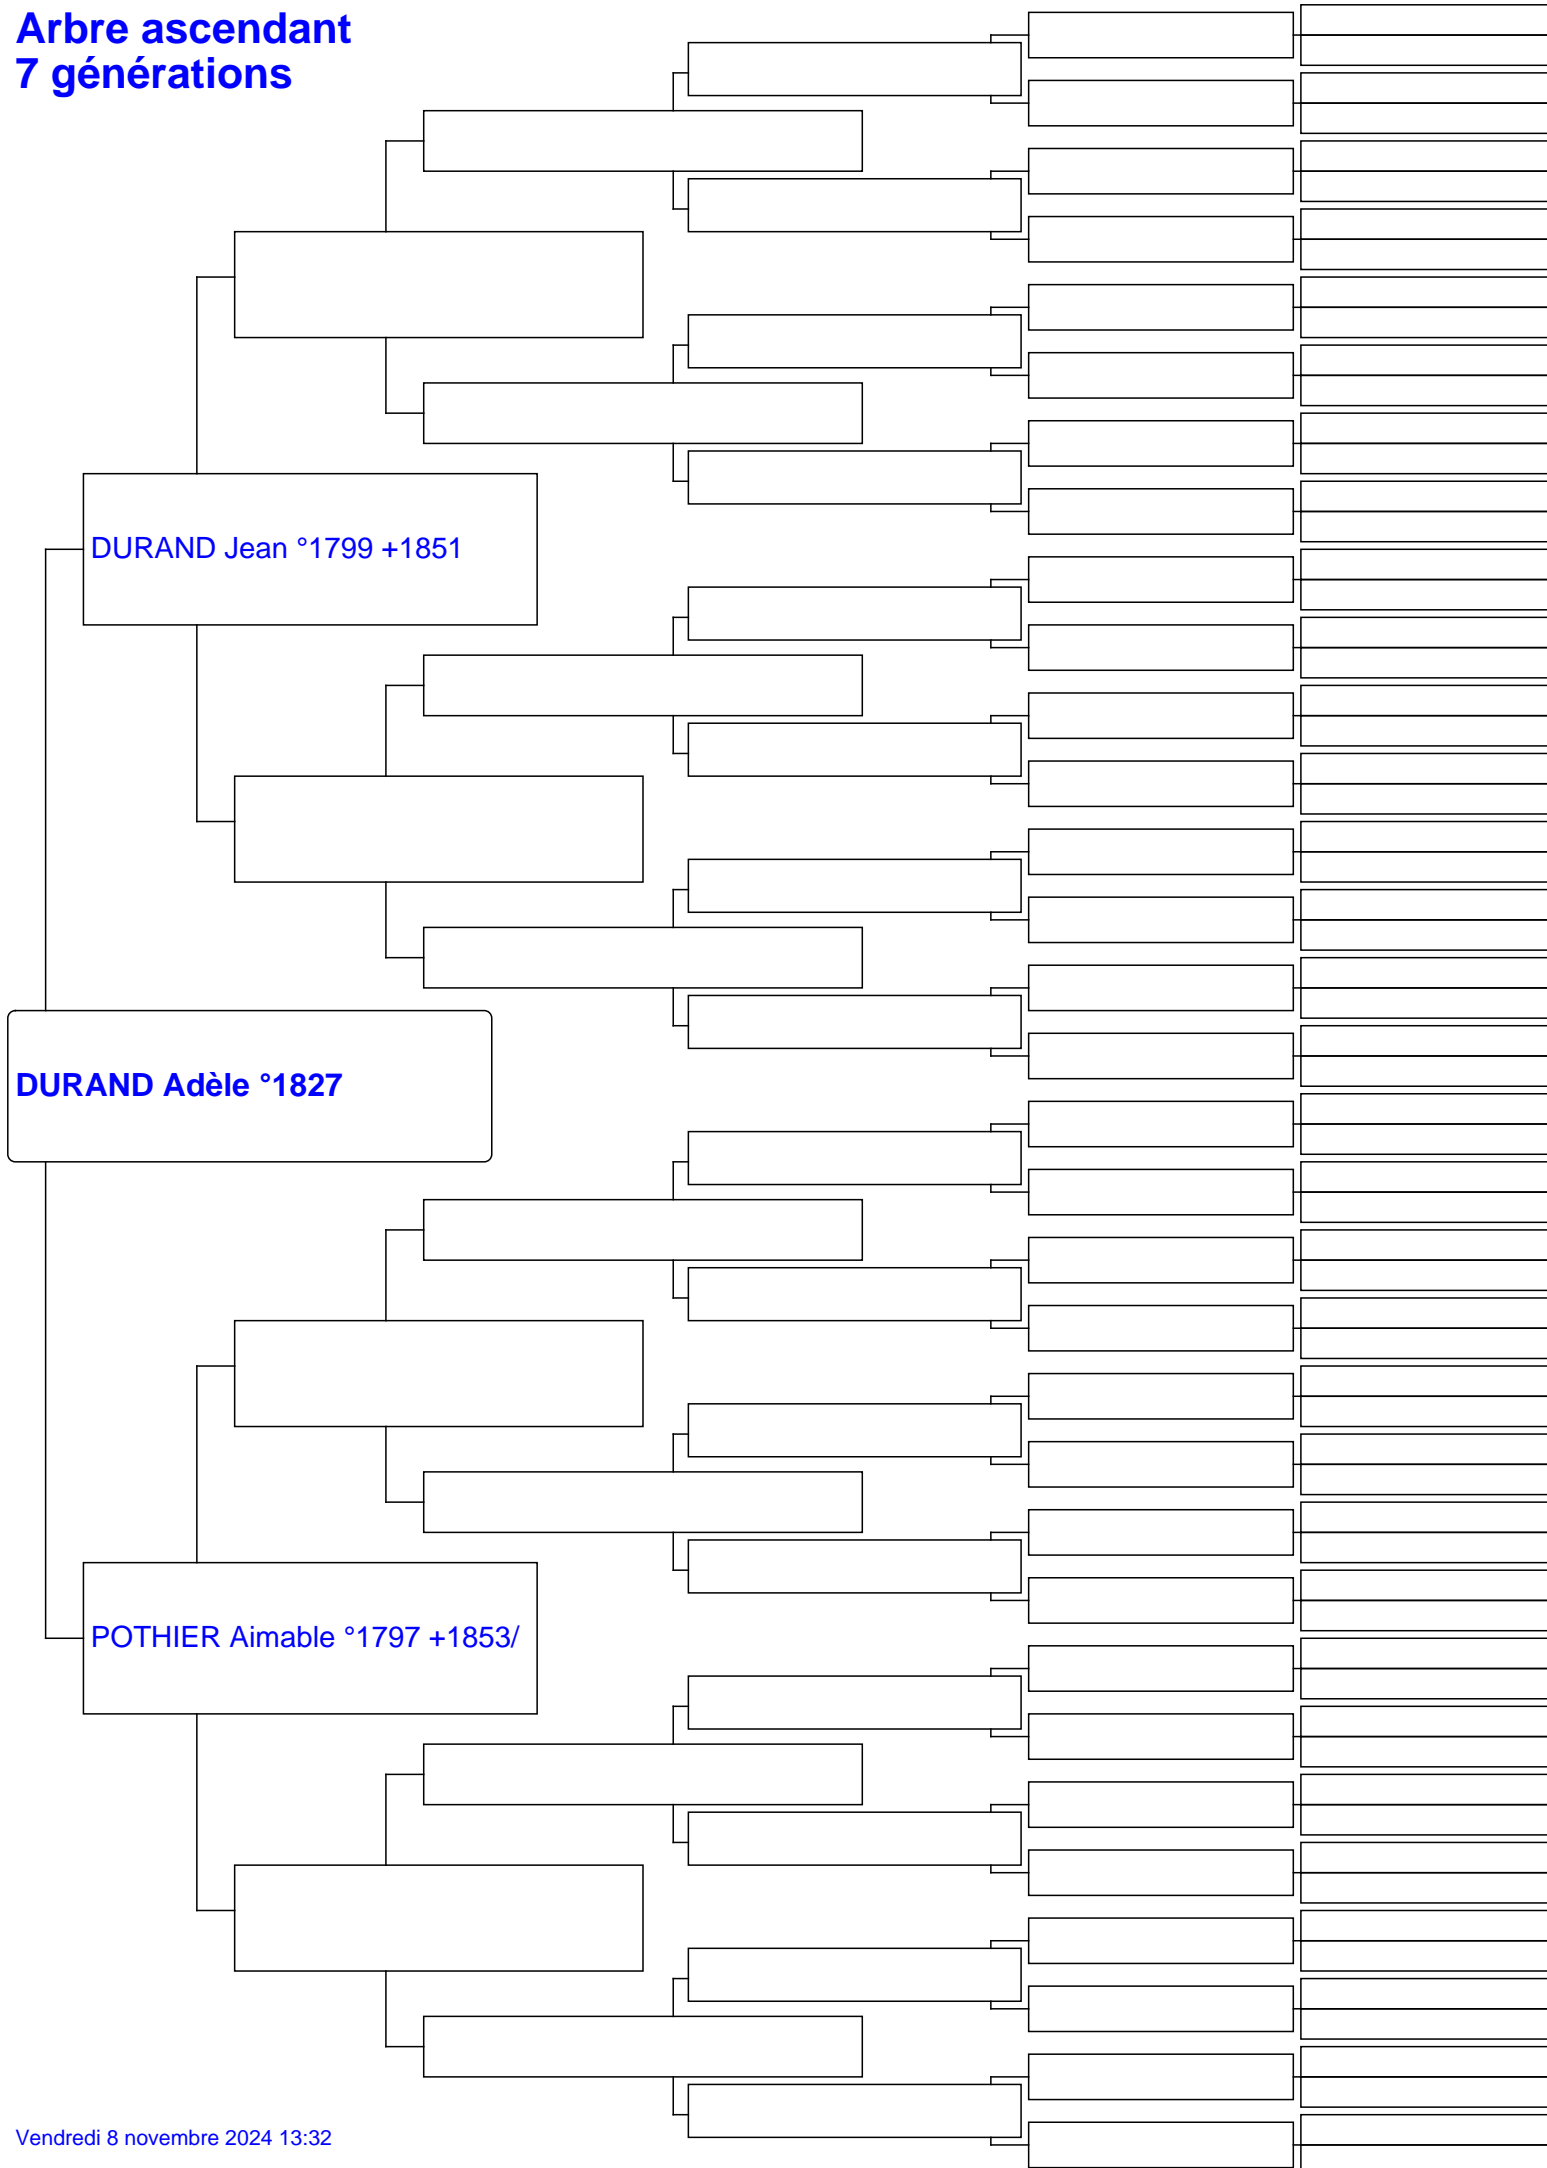 Arbre ascendant
7 générations
DURAND Jean °1799 +1851
DURAND Adèle °1827
POTHIER Aimable °1797 +1853/
Vendredi 8 novembre 2024 13:32